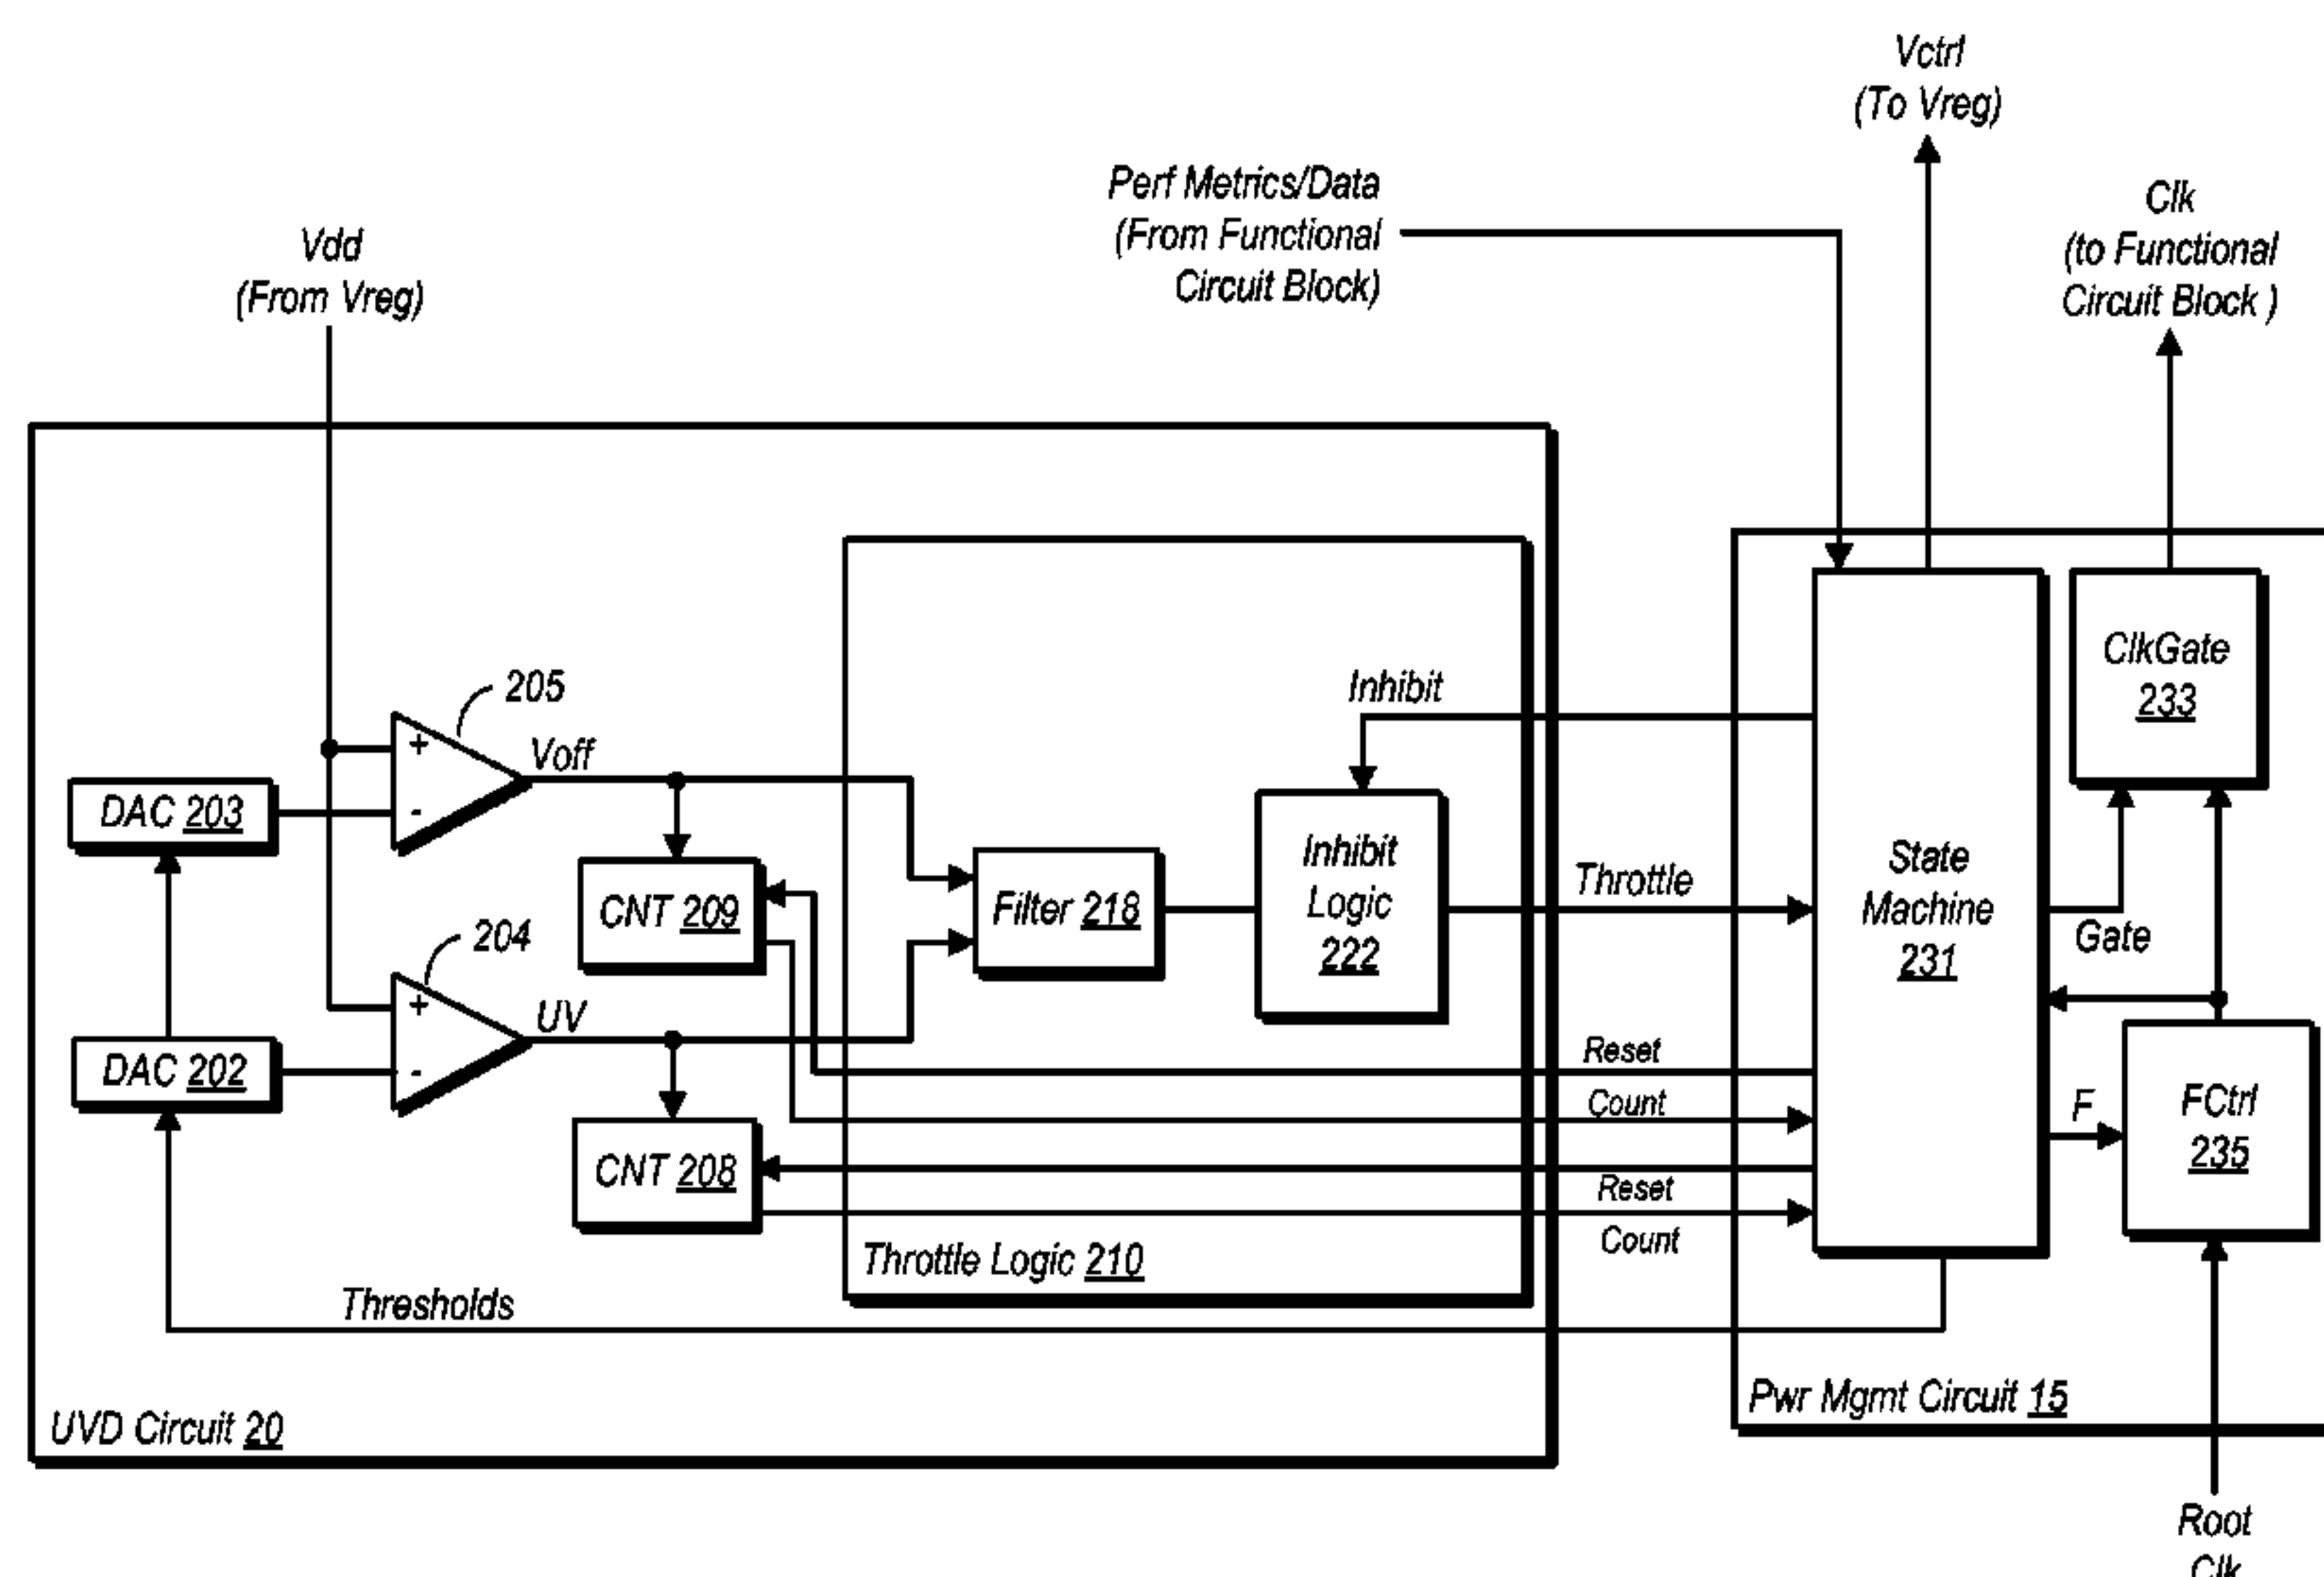 Vctrl
(To Vreg)
Perf Metrics/Data
(From Functional
Circuit Block)
Clk
(to Functional
Circuit Block )
Vdd
(From Vreg)
205
+
-
Voff
DAC 203
204
+
-
UV
DAC 202
CNT 209
CNT 208
Filter 218
Inhibit
Inhibit
Logic
222
Throttle
Reset
Count
Reset
Count
Throttle Logic 210
Thresholds
UVD Circuit 20
State
Machine
231
ClkGate
233
Gate
F
FCtrl
235
Pwr Mgmt Circuit 15
Root
Clk